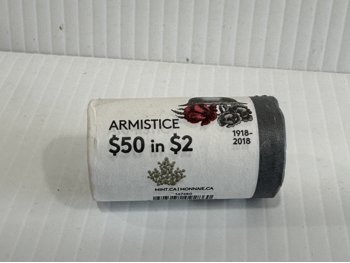 ARMISTICE
$50 in $2
1918-
2018
MINT.CA|MONNAIE.CA